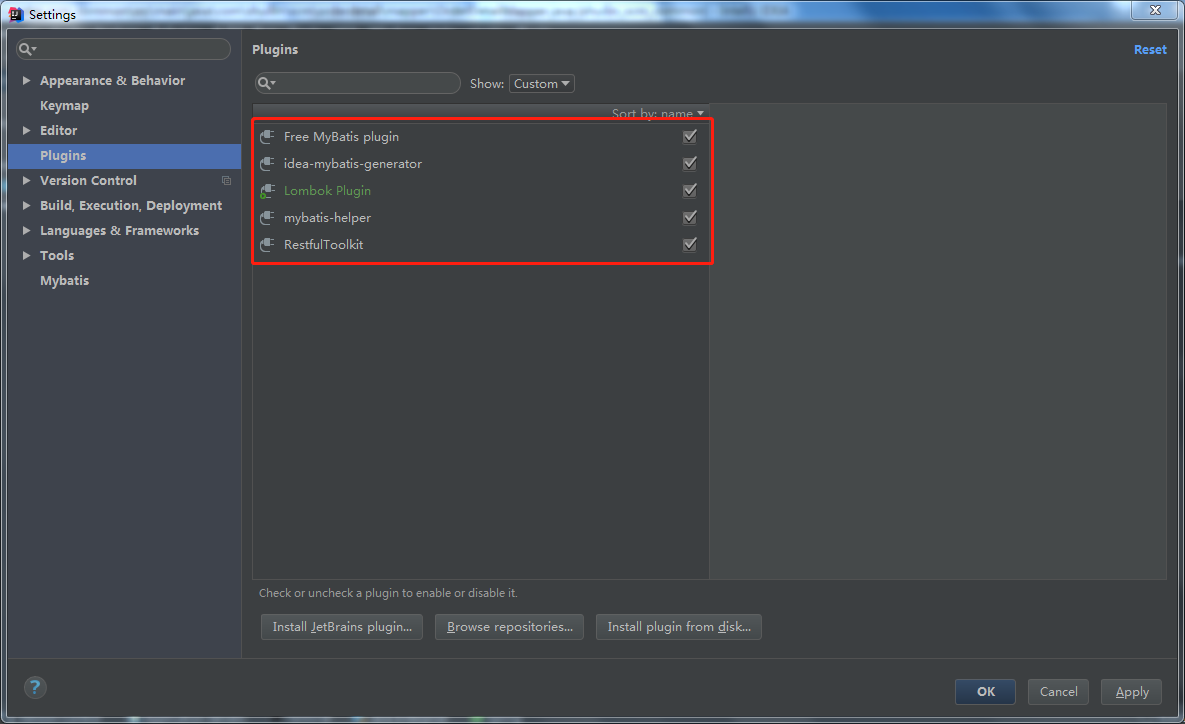 Settings
Plugins
Reset
Show: Custom
Sort by: name
Appearance & Behavior
Keymap
Editor
Plugins
Version Control
Build, Execution, Deployment
Languages & Frameworks
Tools
Mybatis
Free MyBatis plugin
idea-mybatis-generator
Lombok Plugin
mybatis-helper
RestfulToolkit
Check or uncheck a plugin to enable or disable it.
Install JetBrains plugin...
Browse repositories...
Install plugin from disk...
?
OK
Cancel
Apply